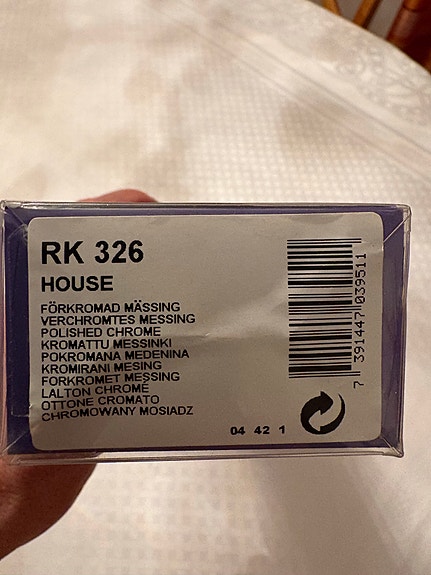 RK 326
HOUSE
FÖRKROMAD MÄSSING
VERCHROMTES MESSING
POLISHED CHROME
KROMATTU MESSINKI
POKROMANA MEDENINA
KROMIRANI MESING
FORKROMET MESSING
LALTON CHROMÉ
OTTONE CROMATO
CHROMOWANY MOSIADZ
04 42 1
7 391447 039511